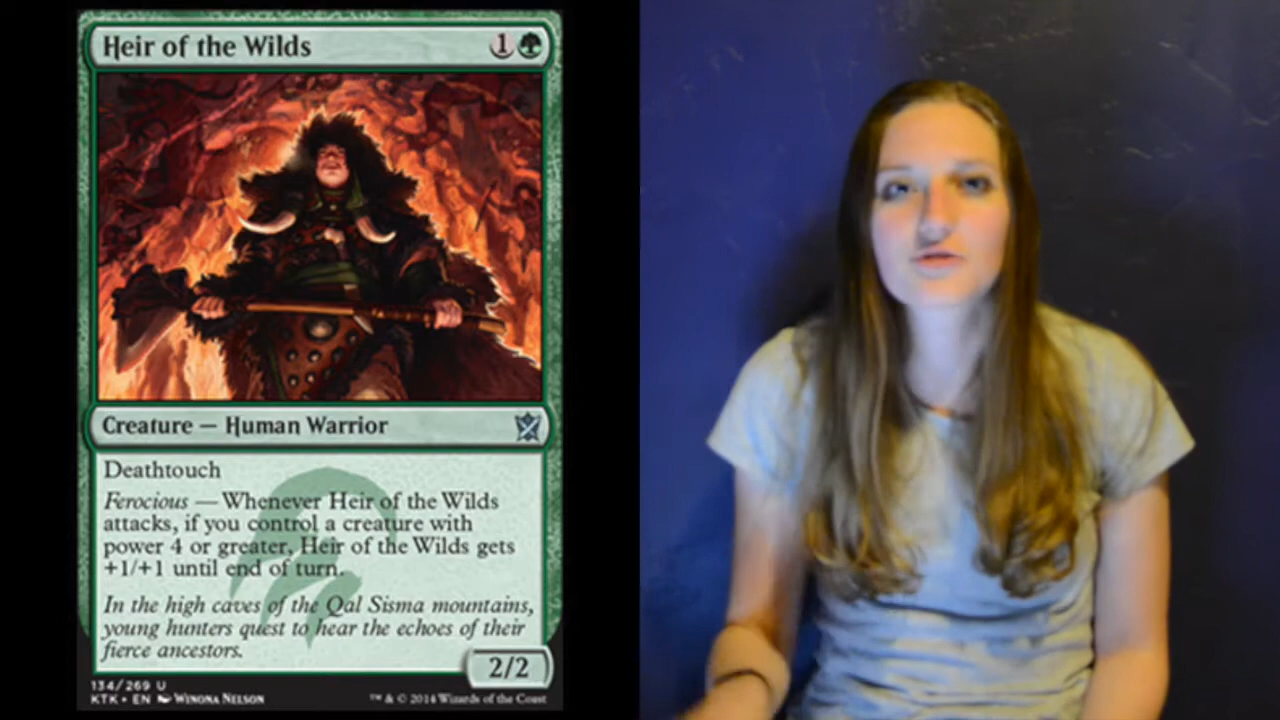 Heir of the Wilds 1
Creature — Human Warrior
Deathtouch
Ferocious — Whenever Heir of the Wilds
attacks, if you control a creature with
power 4 or greater, Heir of the Wilds gets
+1/+1 until end of turn.
In the high caves of the Qal Sisma mountains,
young hunters quest to hear the echoes of their
fierce ancestors.
2/2
134/269 U
KTK • EN Winona Nelson
™ & © 2014 Wizards of the Coast